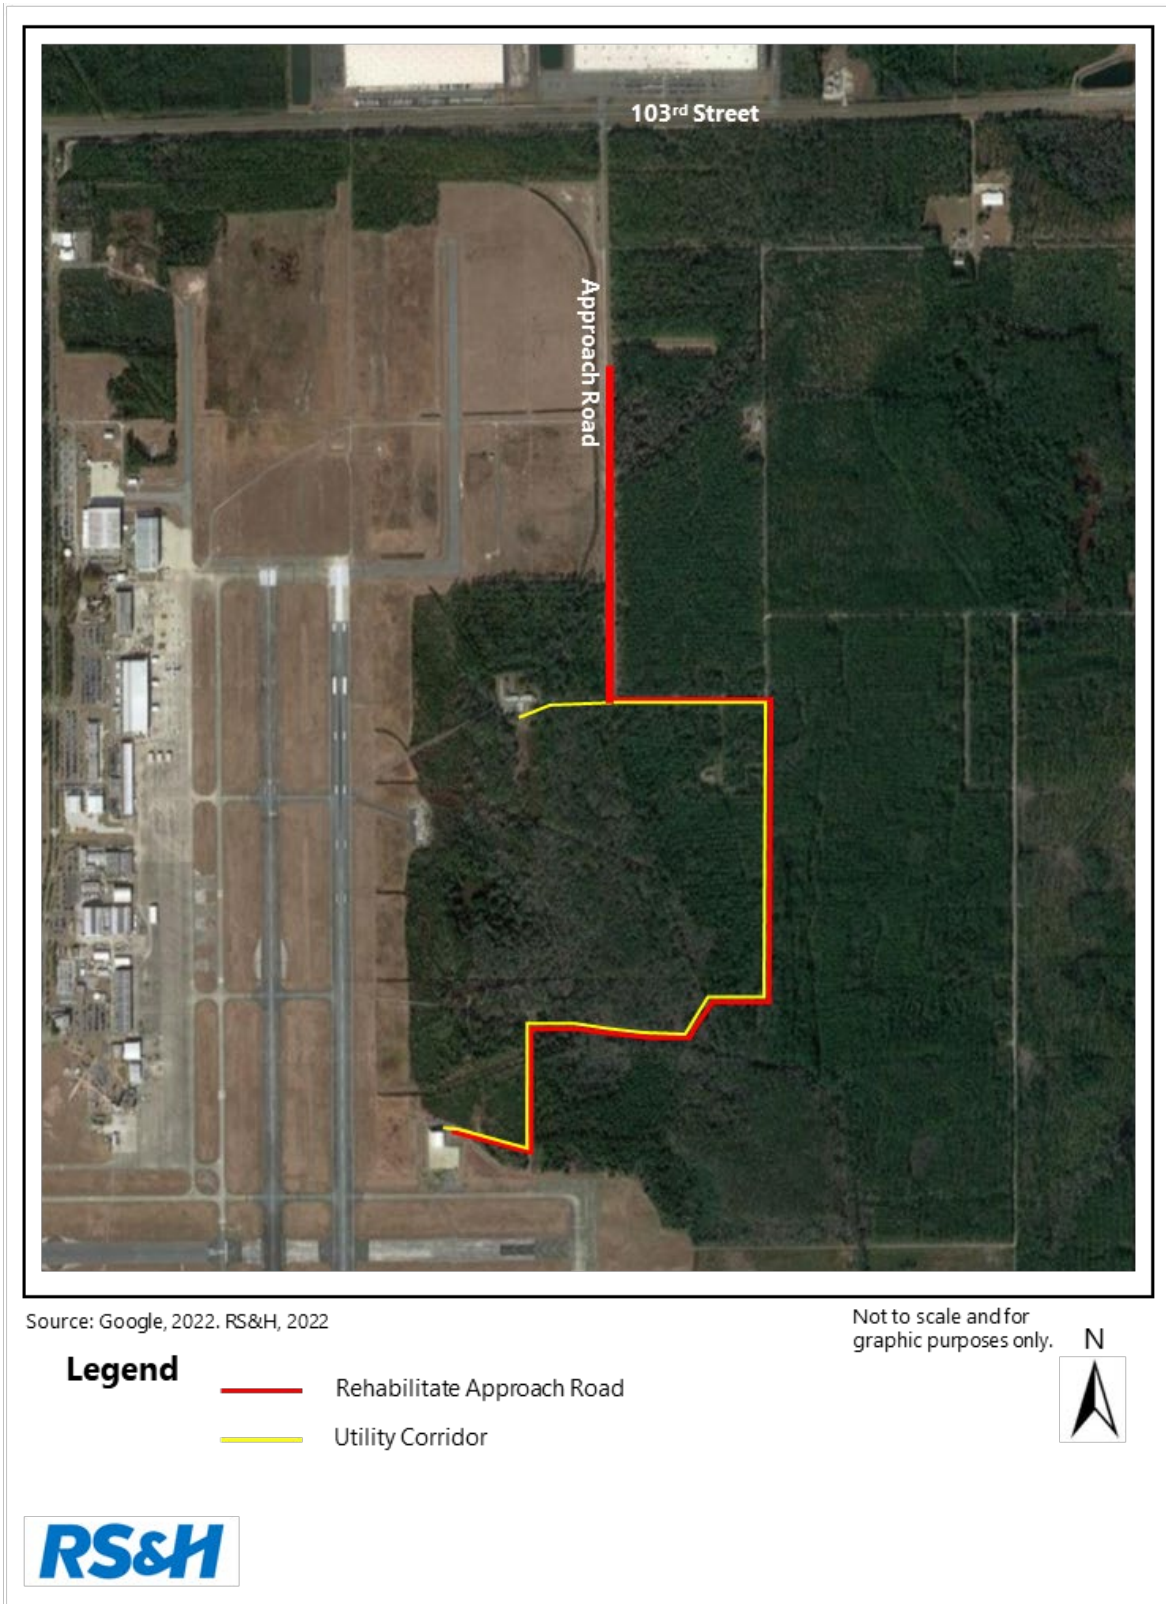 103rd Street
Approach Road
Source: Google, 2022. RS&H, 2022
Not to scale and for
graphic purposes only.
N
Legend
Rehabilitate Approach Road
Utility Corridor
RS&H